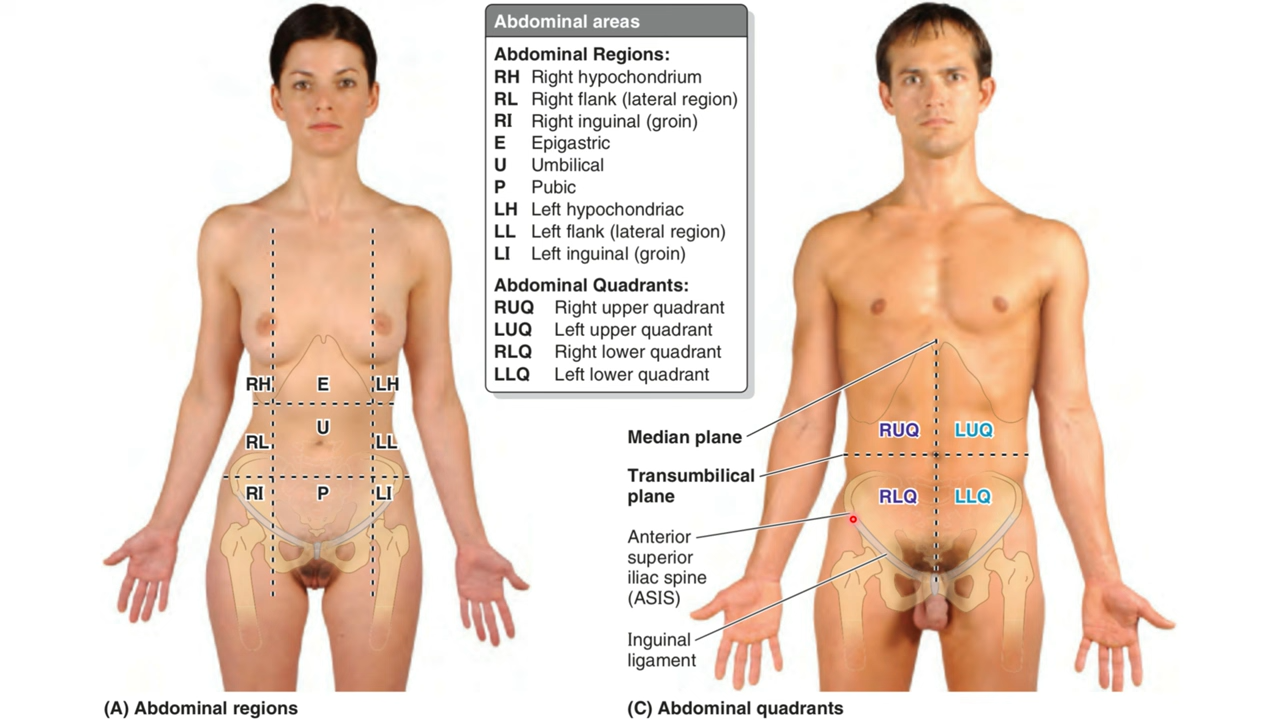 Abdominal areas
Abdominal Regions:
RH Right hypochondrium
RL Right flank (lateral region)
RI Right inguinal (groin)
E Epigastric
U Umbilical
P Pubic
LH Left hypochondriac
LL Left flank (lateral region)
LI Left inguinal (groin)
Abdominal Quadrants:
RUQ Right upper quadrant
LUQ Left upper quadrant
RLQ Right lower quadrant
LLQ Left lower quadrant
RH E LH
U
RL LL
RI P LI
(A) Abdominal regions
RUQ LUQ
Median plane
Transumbilical
plane
RLQ LLQ
Anterior
superior
iliac spine
(ASIS)
Inguinal
ligament
(C) Abdominal quadrants